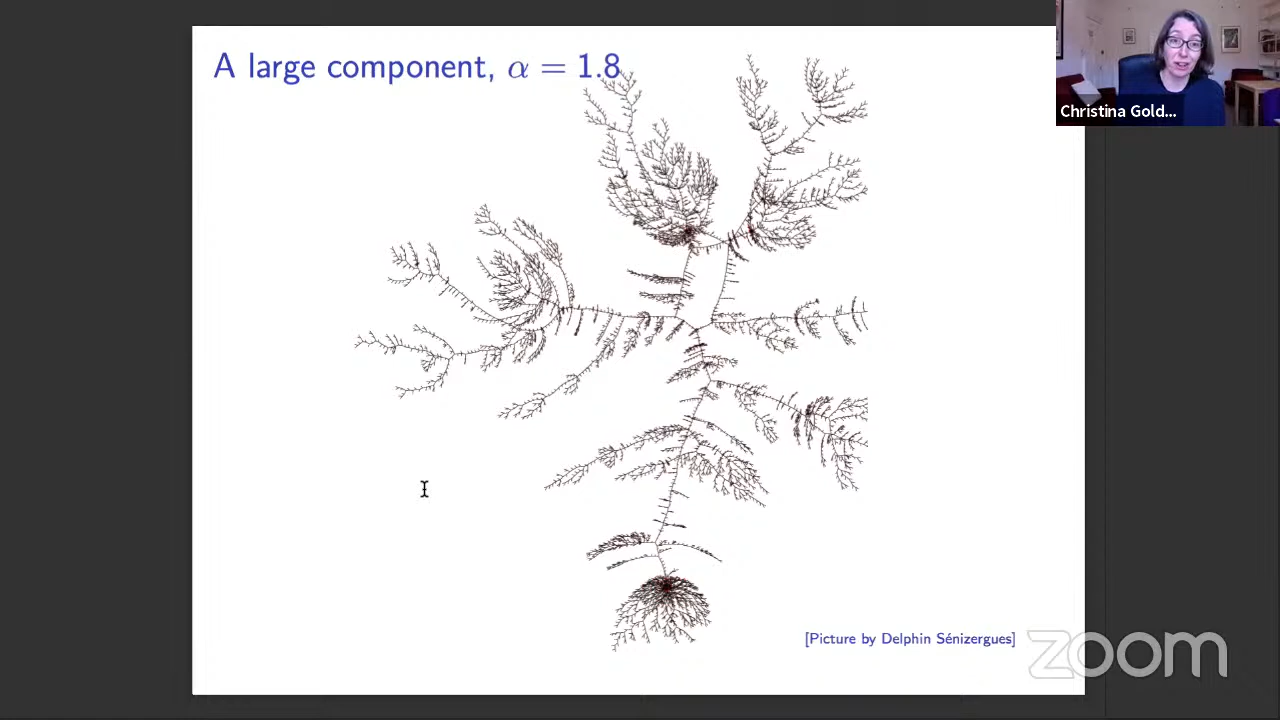 A large component, α = 1.8
Christina Gold...
[Picture by Delphin Sénizergues]
zoom